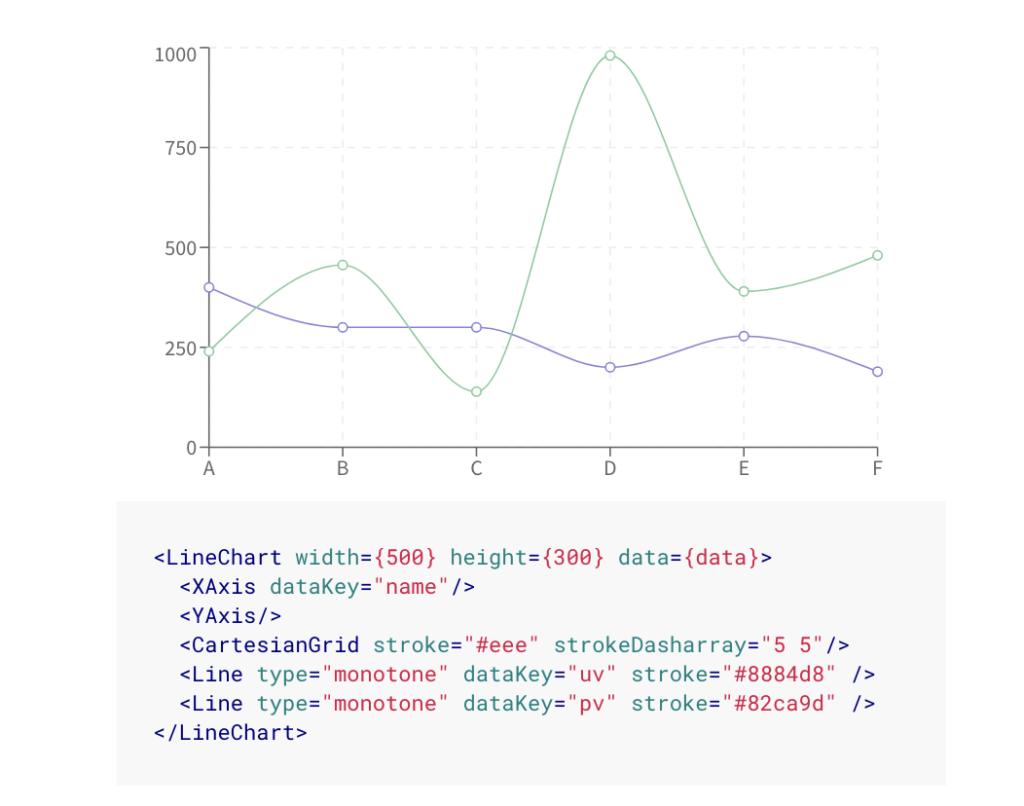 1000
750
500
250
0
A B C D E F
<LineChart width={500} height={300} data={data}>
  <XAxis dataKey="name"/>
  <YAxis/>
  <CartesianGrid stroke="#eee" strokeDasharray="5 5"/>
  <Line type="monotone" dataKey="uv" stroke="#8884d8" />
  <Line type="monotone" dataKey="pv" stroke="#82ca9d" />
</LineChart>